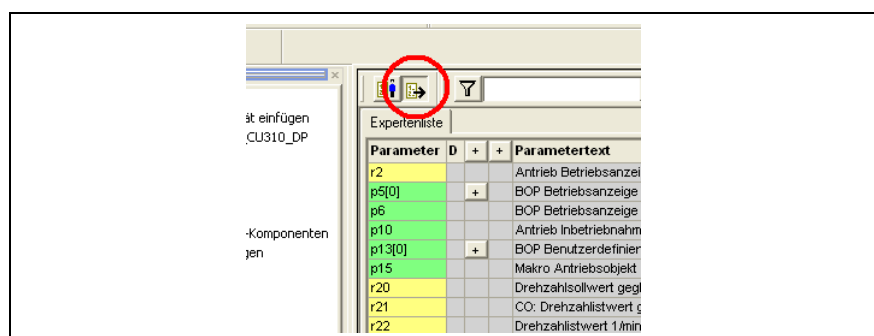 ät einfügen
_CU310_DP
-Komponenten
gen
Expertenliste
Parameter D + + Parametertext
r2 Antrieb Betriebsanzei
p5[0] + BOP Betriebsanzeige
p6 BOP Betriebsanzeige
p10 Antrieb Inbetriebnahm
p13[0] + BOP Benutzerdefinier
p15 Makro Antriebsobjekt
r20 Drehzahlsollwert gegl
r21 CO: Drehzahlistwert g
r22 Drehzahlistwert 1/min